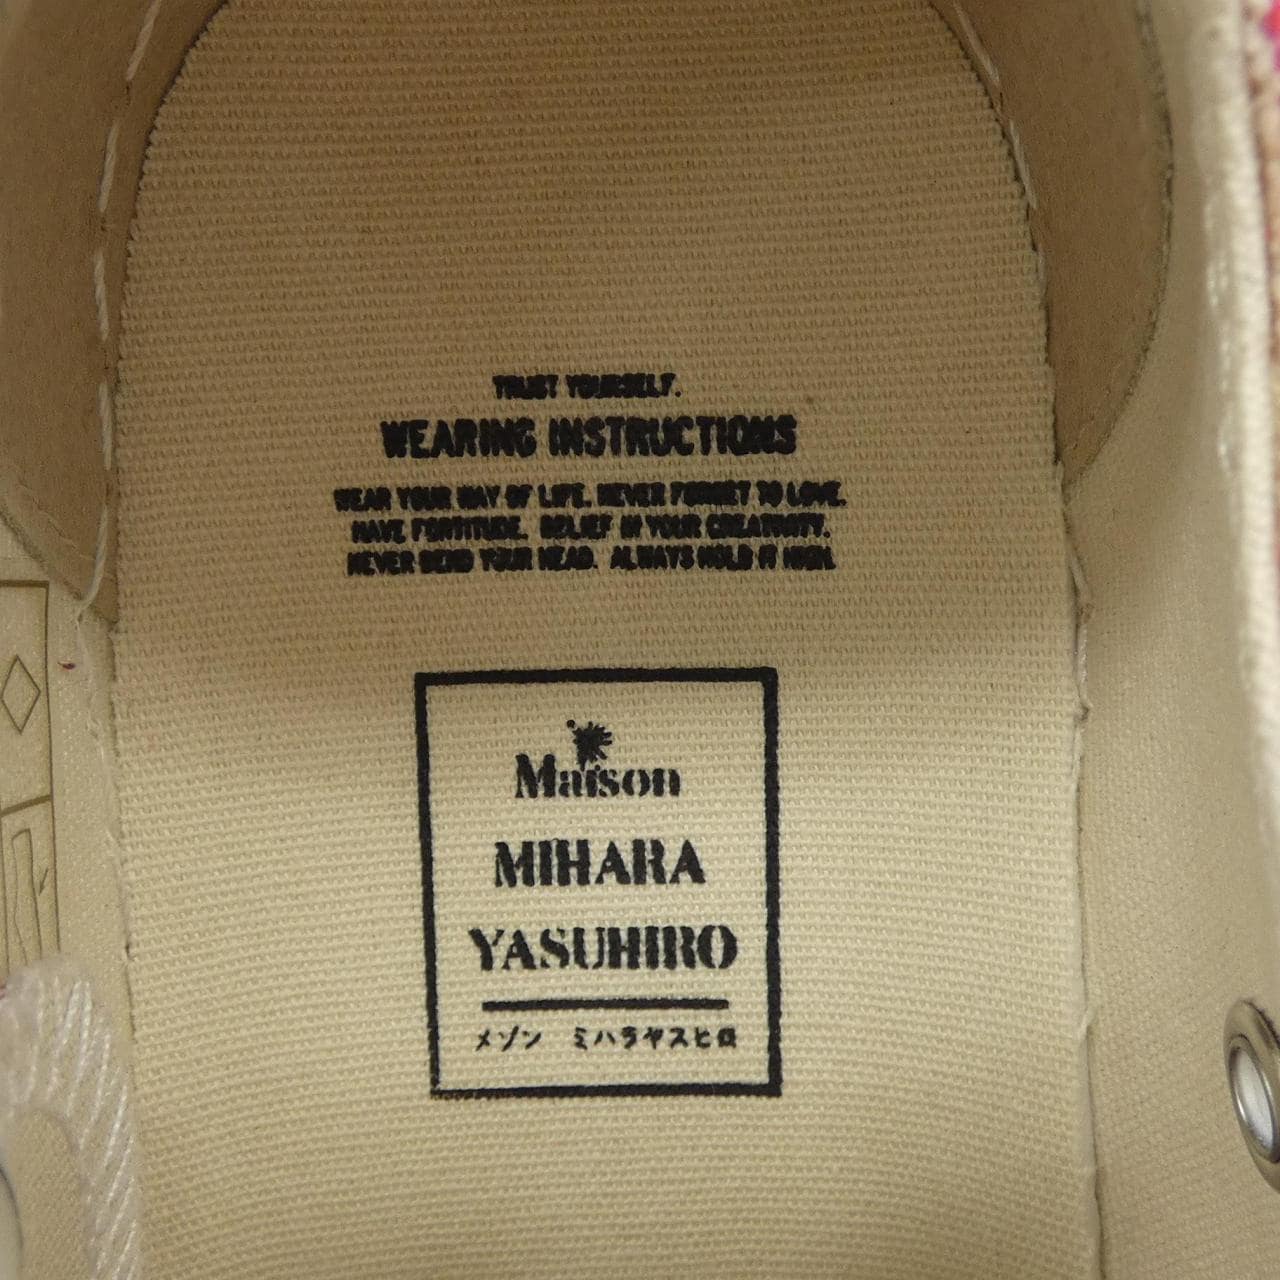 TRUST YOURSELF.
WEARING INSTRUCTIONS
WEAR YOUR WAY OF LIFE. NEVER FORGET TO LOVE.
HAVE FORTITUDE. BELIEF IN YOUR CREATIVITY.
NEVER BEND YOUR HEAD. ALWAYS HOLD IT HIGH.
Maison
MIHARA
YASUHIRO
メゾン ミハラヤスヒロ